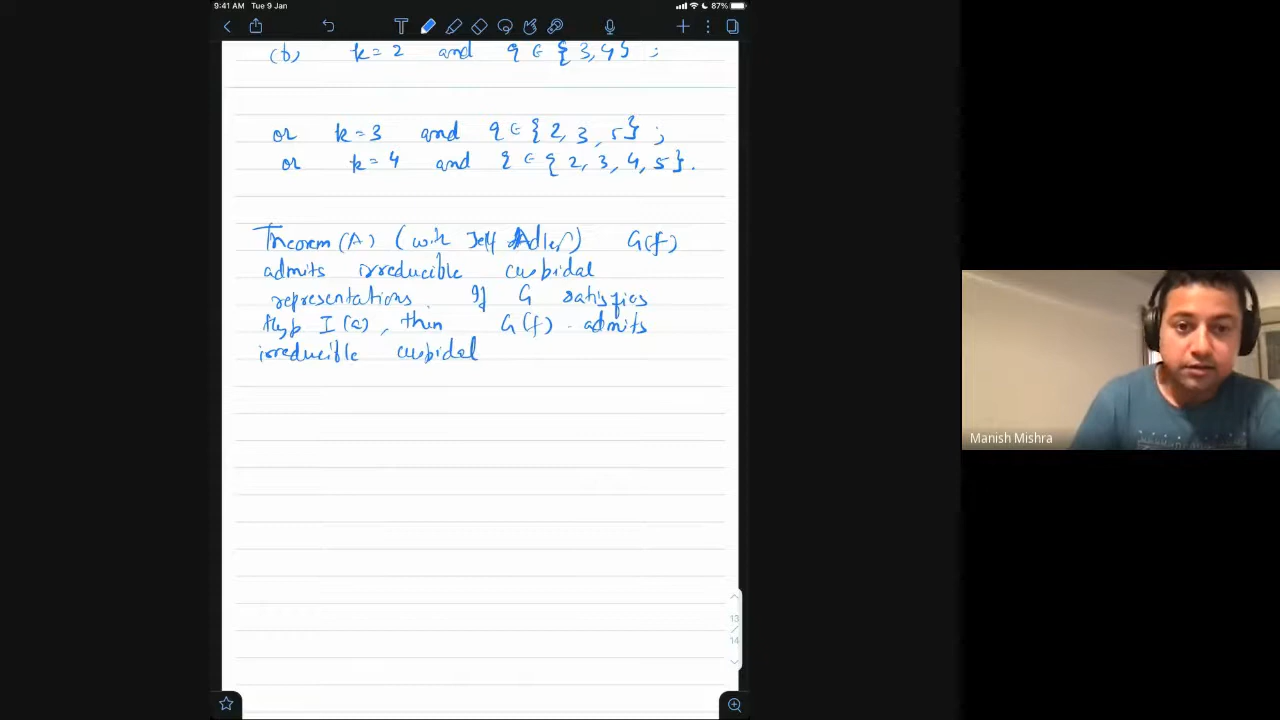 9:41 AM Tue 9 Jan
87%
(b) k = 2 and q ∈ { 3, 4 } ;
or k = 3 and q ∈ { 2, 3, 5 } ;
or k = 4 and q ∈ { 2, 3, 4, 5 }.
Theorem (A) (with Jeff Adler) G(f)
admits irreducible cuspidal
representations. If G satisfies
Hyp I (a), then G(f) admits
irreducible cuspidal
13
14
Manish Mishra